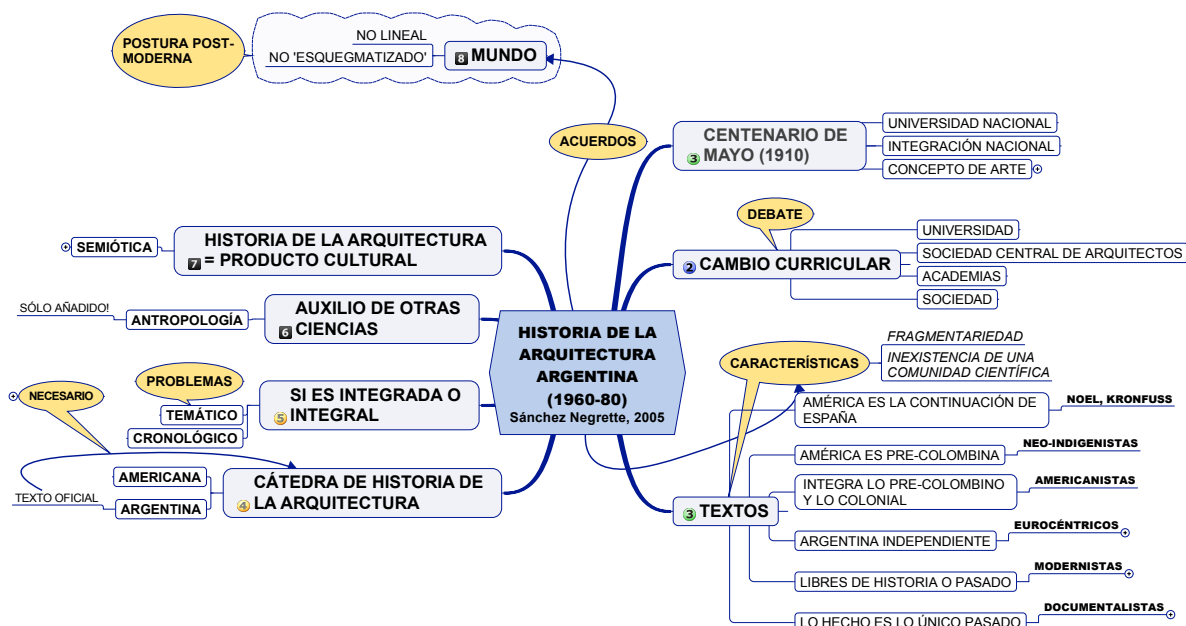 HISTORIA DE LA
ARQUITECTURA
ARGENTINA
(1960-80)
Sánchez Negrette, 2005
3 CENTENARIO DE
MAYO (1910)
UNIVERSIDAD NACIONAL
INTEGRACIÓN NACIONAL
CONCEPTO DE ARTE
DEBATE
2 CAMBIO CURRICULAR
UNIVERSIDAD
SOCIEDAD CENTRAL DE ARQUITECTOS
ACADEMIAS
SOCIEDAD
CARACTERÍSTICAS
FRAGMENTARIEDAD
INEXISTENCIA DE UNA
COMUNIDAD CIENTÍFICA
3 TEXTOS
AMÉRICA ES LA CONTINUACIÓN DE
ESPAÑA
NOEL, KRONFUSS
AMÉRICA ES PRE-COLOMBINA
NEO-INDIGENISTAS
INTEGRA LO PRE-COLOMBINO
Y LO COLONIAL
AMERICANISTAS
ARGENTINA INDEPENDIENTE
EUROCÉNTRICOS
LIBRES DE HISTORIA O PASADO
MODERNISTAS
LO HECHO ES LO ÚNICO PASADO
DOCUMENTALISTAS
4 CÁTEDRA DE HISTORIA DE
LA ARQUITECTURA
AMERICANA
ARGENTINA
TEXTO OFICIAL
NECESARIO
5 SI ES INTEGRADA O
INTEGRAL
PROBLEMAS
TEMÁTICO
CRONOLÓGICO
6 AUXILIO DE OTRAS
CIENCIAS
ANTROPOLOGÍA
SÓLO AÑADIDO!
7 HISTORIA DE LA ARQUITECTURA
= PRODUCTO CULTURAL
SEMIÓTICA
ACUERDOS
8 MUNDO
NO LINEAL
NO 'ESQUEGMATIZADO'
POSTURA POST-
MODERNA